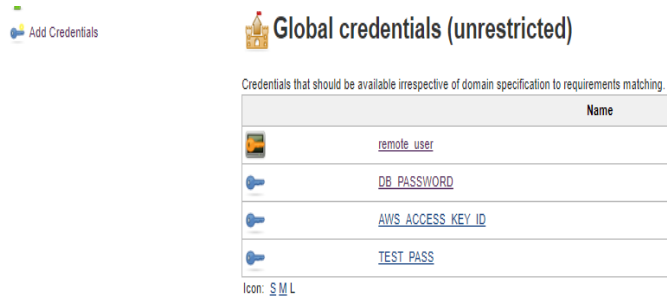 Add Credentials
Global credentials (unrestricted)
Credentials that should be available irrespective of domain specification to requirements matching.
Name
remote_user
DB_PASSWORD
AWS_ACCESS_KEY_ID
TEST_PASS
Icon: S M L